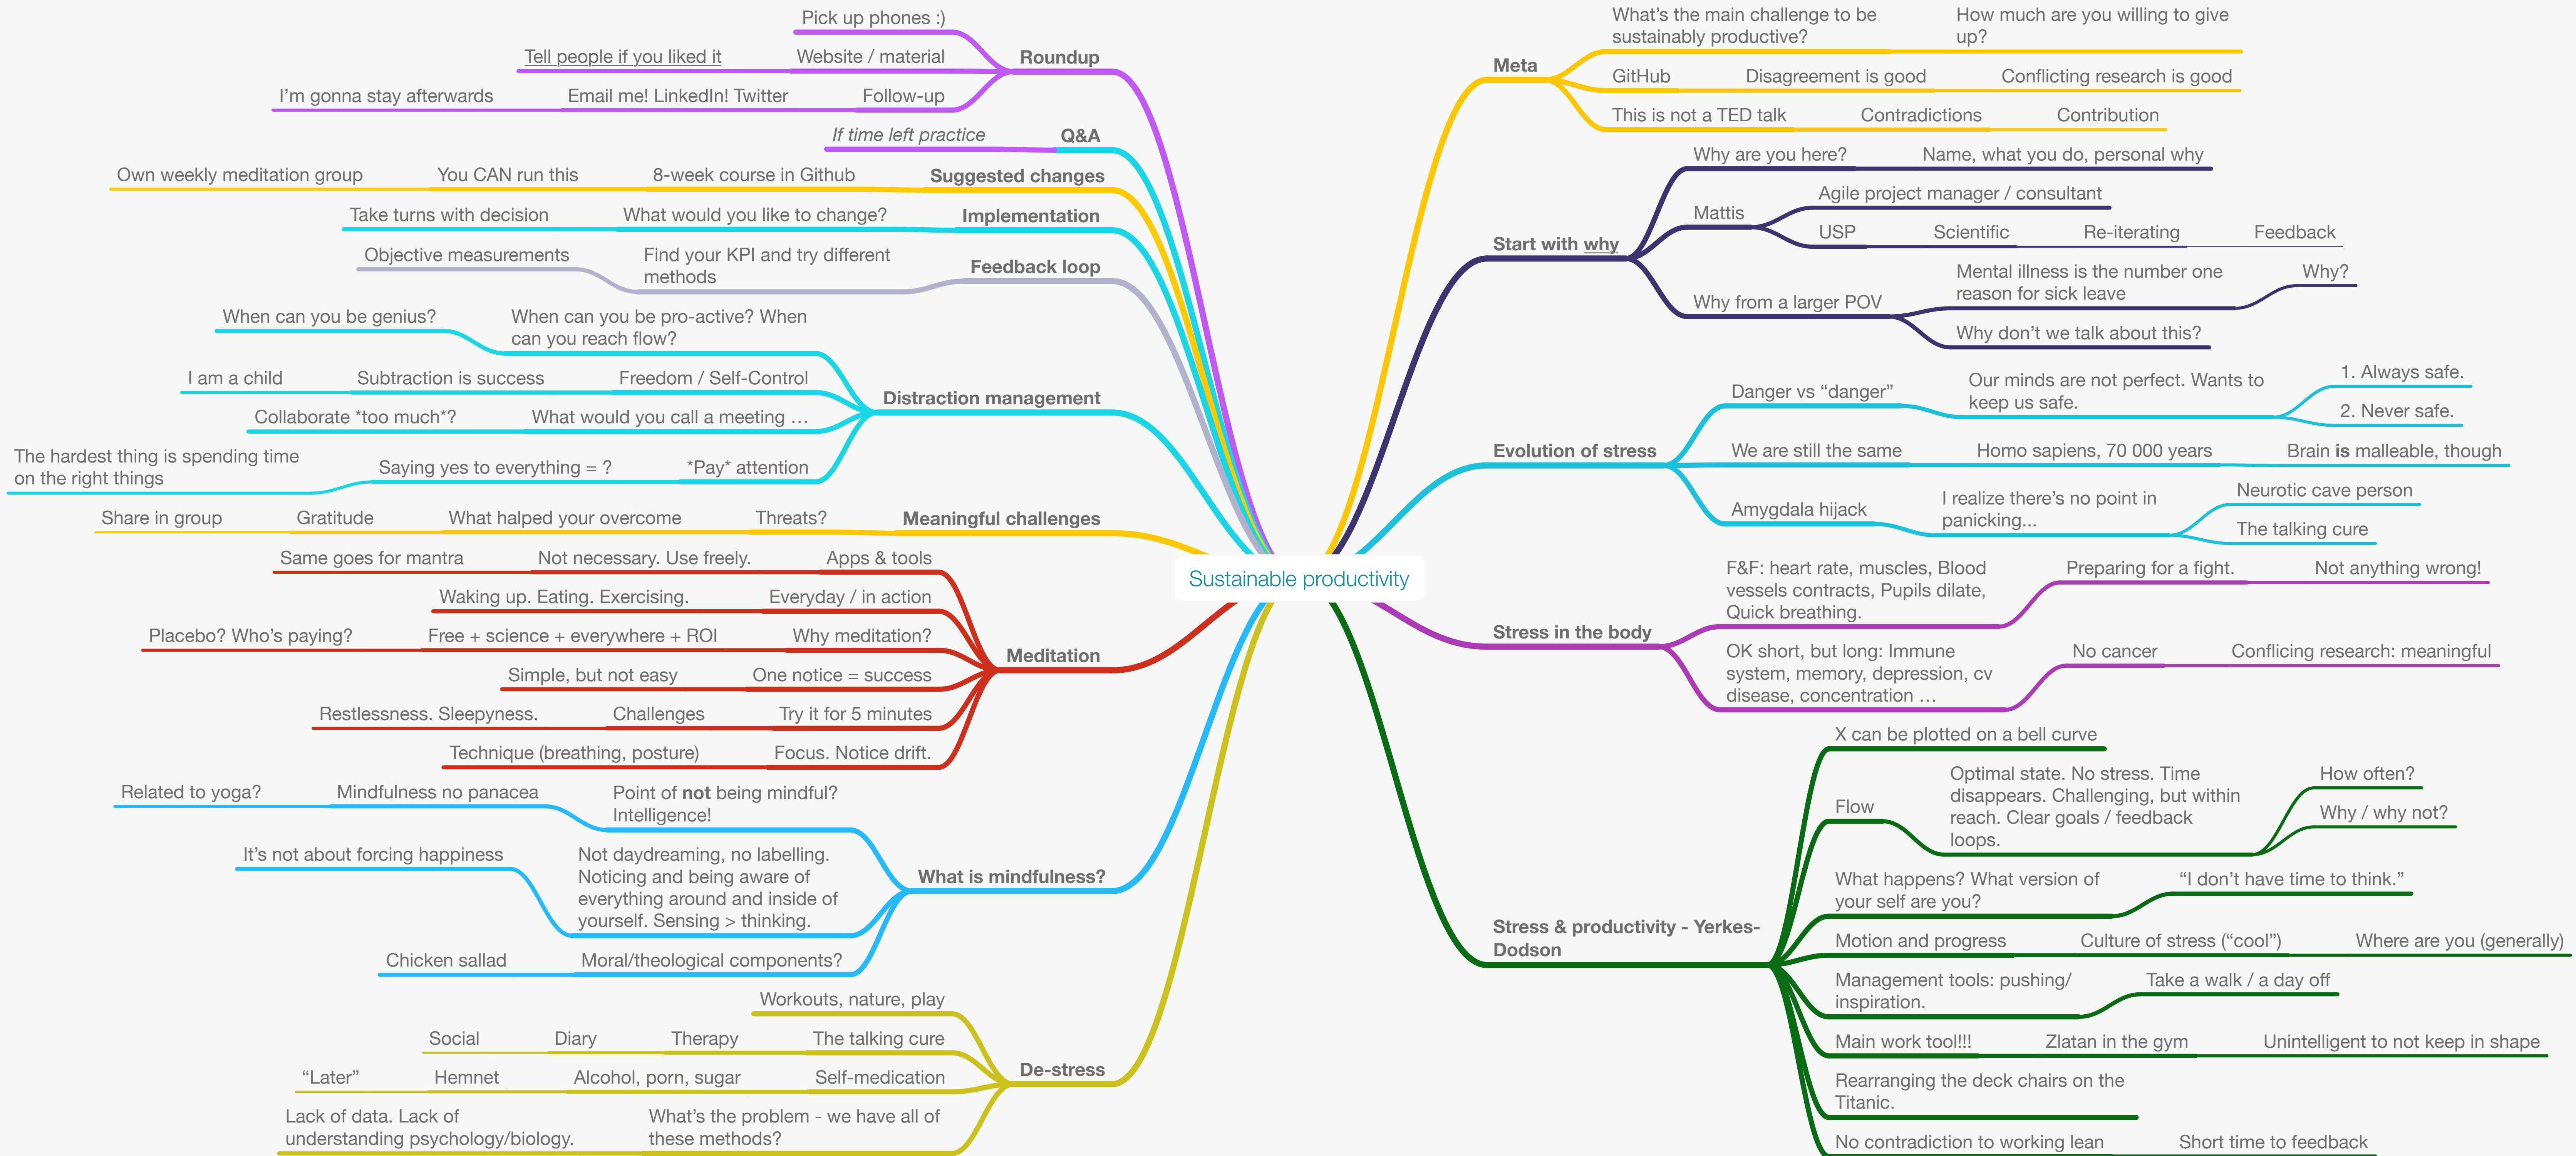 Sustainable productivity
Meta
What's the main challenge to be
sustainably productive?
How much are you willing to give
up?
GitHub
Disagreement is good
Conflicting research is good
This is not a TED talk
Contradictions
Contribution
Start with why
Why are you here?
Name, what you do, personal why
Mattis
Agile project manager / consultant
USP
Scientific
Re-iterating
Feedback
Why from a larger POV
Mental illness is the number one
reason for sick leave
Why?
Why don't we talk about this?
Evolution of stress
Danger vs “danger”
Our minds are not perfect. Wants to
keep us safe.
1. Always safe.
2. Never safe.
We are still the same
Homo sapiens, 70 000 years
Brain is malleable, though
Amygdala hijack
I realize there's no point in
panicking...
Neurotic cave person
The talking cure
Stress in the body
F&F: heart rate, muscles, Blood
vessels contracts, Pupils dilate,
Quick breathing.
Preparing for a fight.
Not anything wrong!
OK short, but long: Immune
system, memory, depression, cv
disease, concentration …
No cancer
Conflicing research: meaningful
Stress & productivity - Yerkes-
Dodson
X can be plotted on a bell curve
Flow
Optimal state. No stress. Time
disappears. Challenging, but within
reach. Clear goals / feedback
loops.
How often?
Why / why not?
What happens? What version of
your self are you?
“I don't have time to think.”
Motion and progress
Culture of stress (“cool”)
Where are you (generally)
Management tools: pushing/
inspiration.
Take a walk / a day off
Main work tool!!!
Zlatan in the gym
Unintelligent to not keep in shape
Rearranging the deck chairs on the
Titanic.
No contradiction to working lean
Short time to feedback
Roundup
Pick up phones :)
Website / material
Tell people if you liked it
Follow-up
Email me! LinkedIn! Twitter
I'm gonna stay afterwards
Q&A
If time left practice
Suggested changes
8-week course in Github
You CAN run this
Own weekly meditation group
Implementation
What would you like to change?
Take turns with decision
Feedback loop
Find your KPI and try different
methods
Objective measurements
Distraction management
When can you be pro-active? When
can you reach flow?
When can you be genius?
Freedom / Self-Control
Subtraction is success
I am a child
What would you call a meeting …
Collaborate *too much*?
*Pay* attention
Saying yes to everything = ?
The hardest thing is spending time
on the right things
Meaningful challenges
Threats?
What halped your overcome
Gratitude
Share in group
Meditation
Apps & tools
Not necessary. Use freely.
Same goes for mantra
Everyday / in action
Waking up. Eating. Exercising.
Why meditation?
Free + science + everywhere + ROI
Placebo? Who's paying?
One notice = success
Simple, but not easy
Try it for 5 minutes
Challenges
Restlessness. Sleepyness.
Focus. Notice drift.
Technique (breathing, posture)
What is mindfulness?
Point of not being mindful?
Intelligence!
Mindfulness no panacea
Related to yoga?
Not daydreaming, no labelling.
Noticing and being aware of
everything around and inside of
yourself. Sensing > thinking.
It's not about forcing happiness
Moral/theological components?
Chicken sallad
De-stress
Workouts, nature, play
The talking cure
Therapy
Diary
Social
Self-medication
Alcohol, porn, sugar
Hemnet
“Later”
What's the problem - we have all of
these methods?
Lack of data. Lack of
understanding psychology/biology.